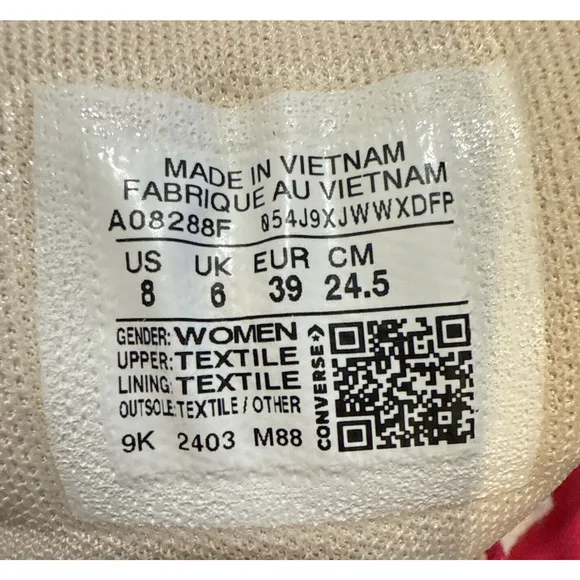 MADE IN VIETNAM
FABRIQUE AU VIETNAM
A08288F 054J9XJWWXDFP
US UK EUR CM
8 6 39 24.5
GENDER: WOMEN
UPPER: TEXTILE
LINING: TEXTILE
OUTSOLE: TEXTILE / OTHER
9K 2403 M88
CONVERSE